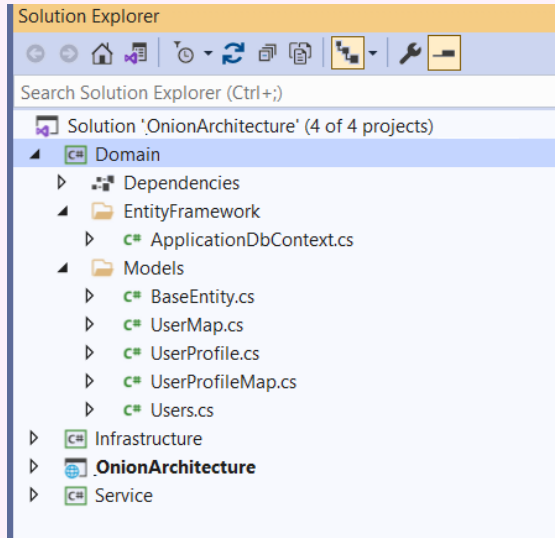 Solution Explorer
Search Solution Explorer (Ctrl+;)
Solution '.OnionArchitecture' (4 of 4 projects)
C# Domain
Dependencies
EntityFramework
C# ApplicationDbContext.cs
Models
C# BaseEntity.cs
C# UserMap.cs
C# UserProfile.cs
C# UserProfileMap.cs
C# Users.cs
C# Infrastructure
.OnionArchitecture
C# Service